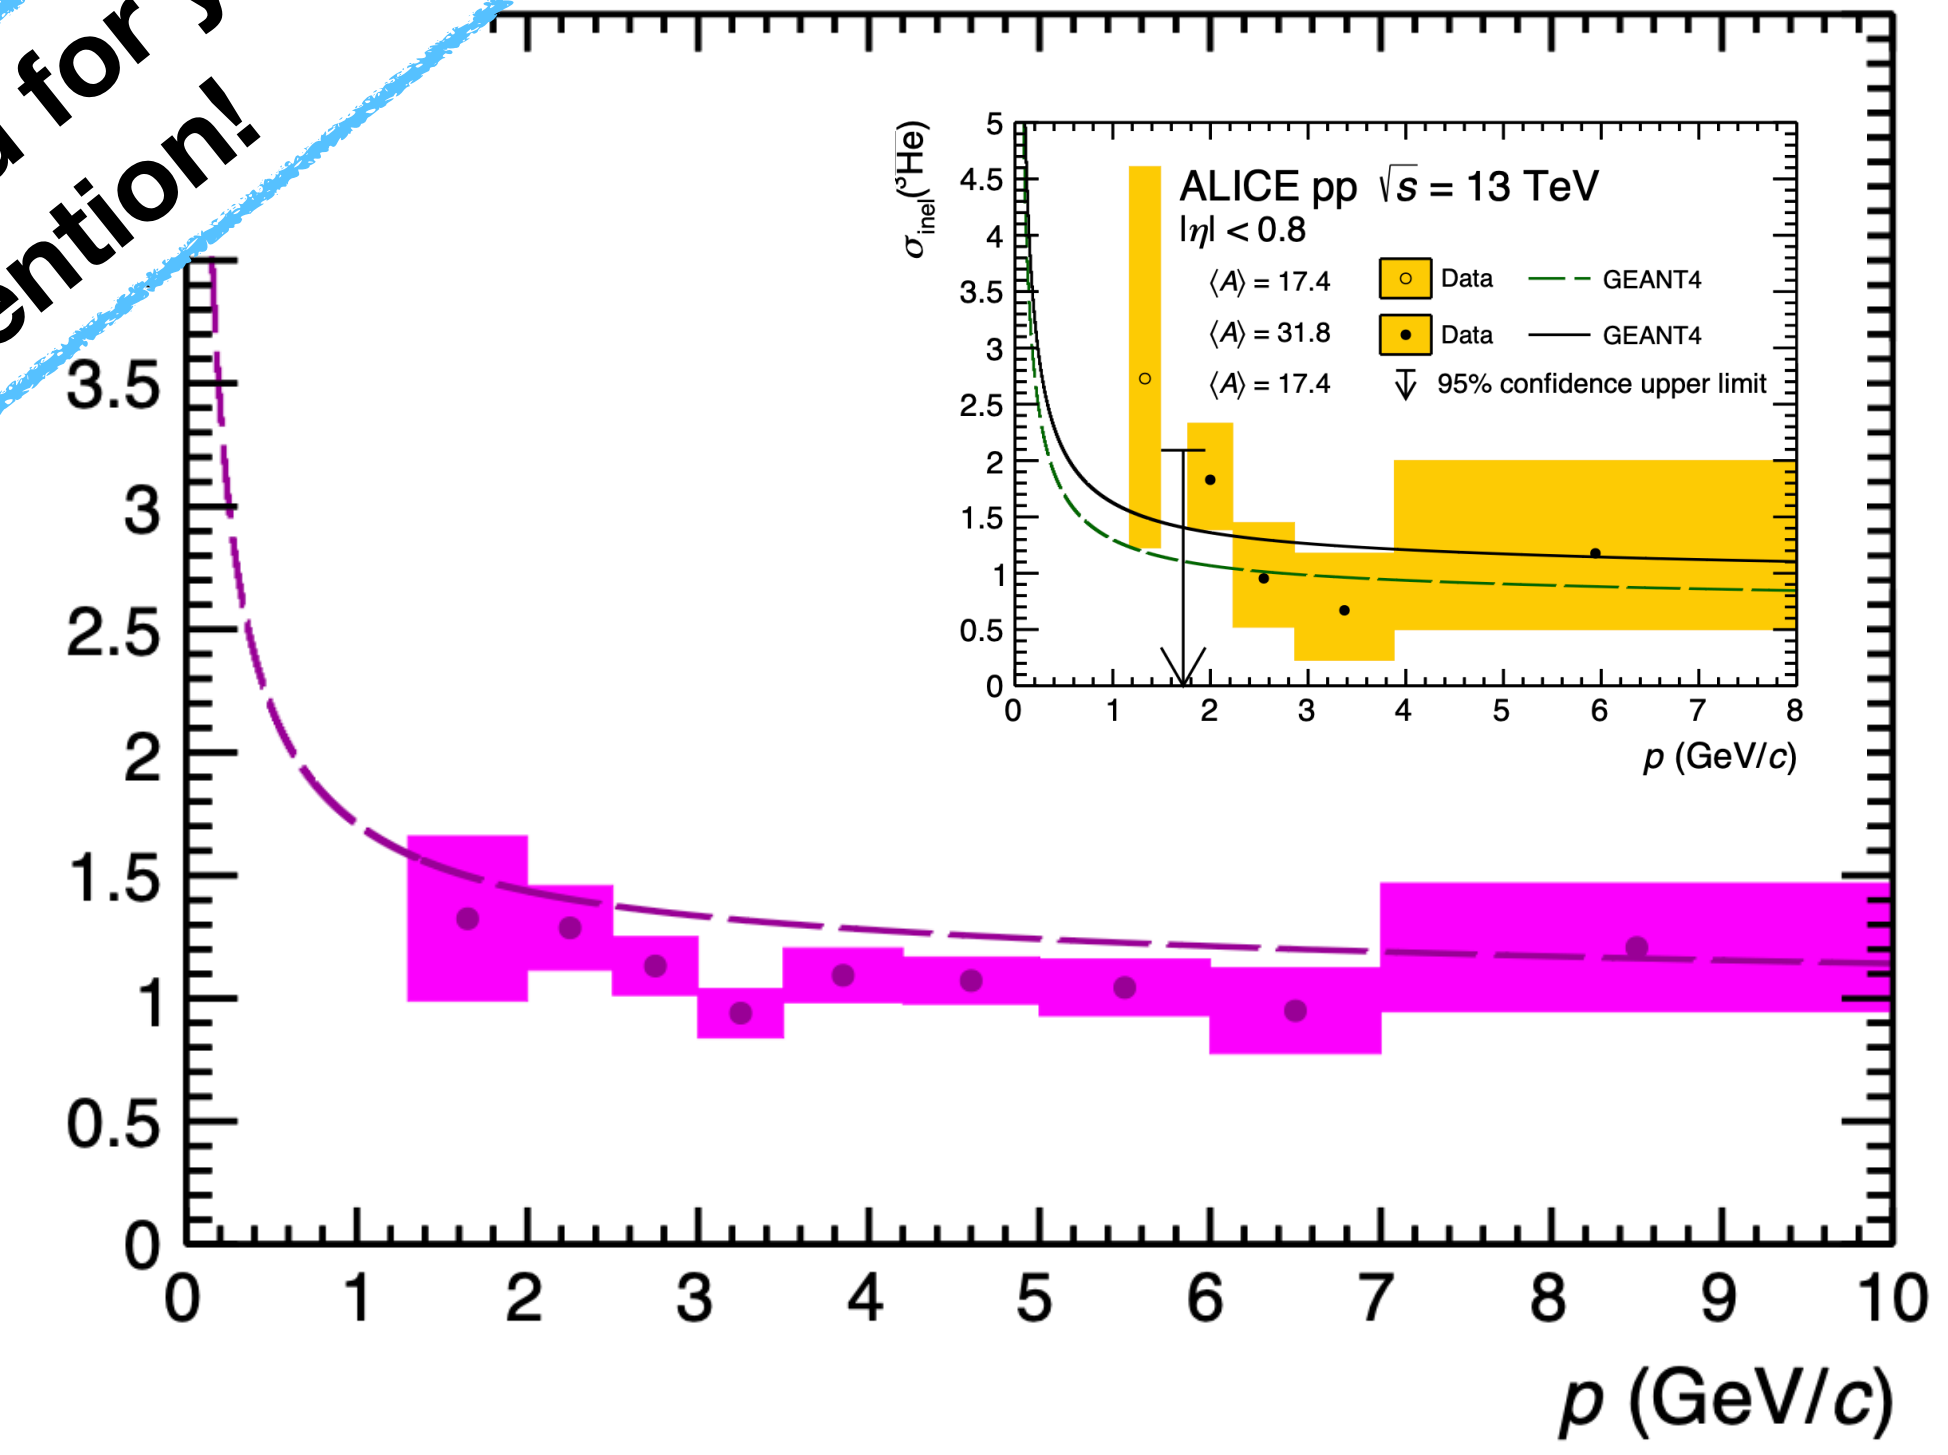 for
ention!
5
4.5
4
3.5
3
2.5
2
1.5
1
0.5
0
0 1 2 3 4 5 6 7 8
p (GeV/c)
σinel(³H̅e̅)
ALICE pp √s = 13 TeV
|η| < 0.8
⟨A⟩ = 17.4 Data GEANT4
⟨A⟩ = 31.8 Data GEANT4
⟨A⟩ = 17.4 95% confidence upper limit
3.5
3
2.5
2
1.5
1
0.5
0
0 1 2 3 4 5 6 7 8 9 10
p (GeV/c)